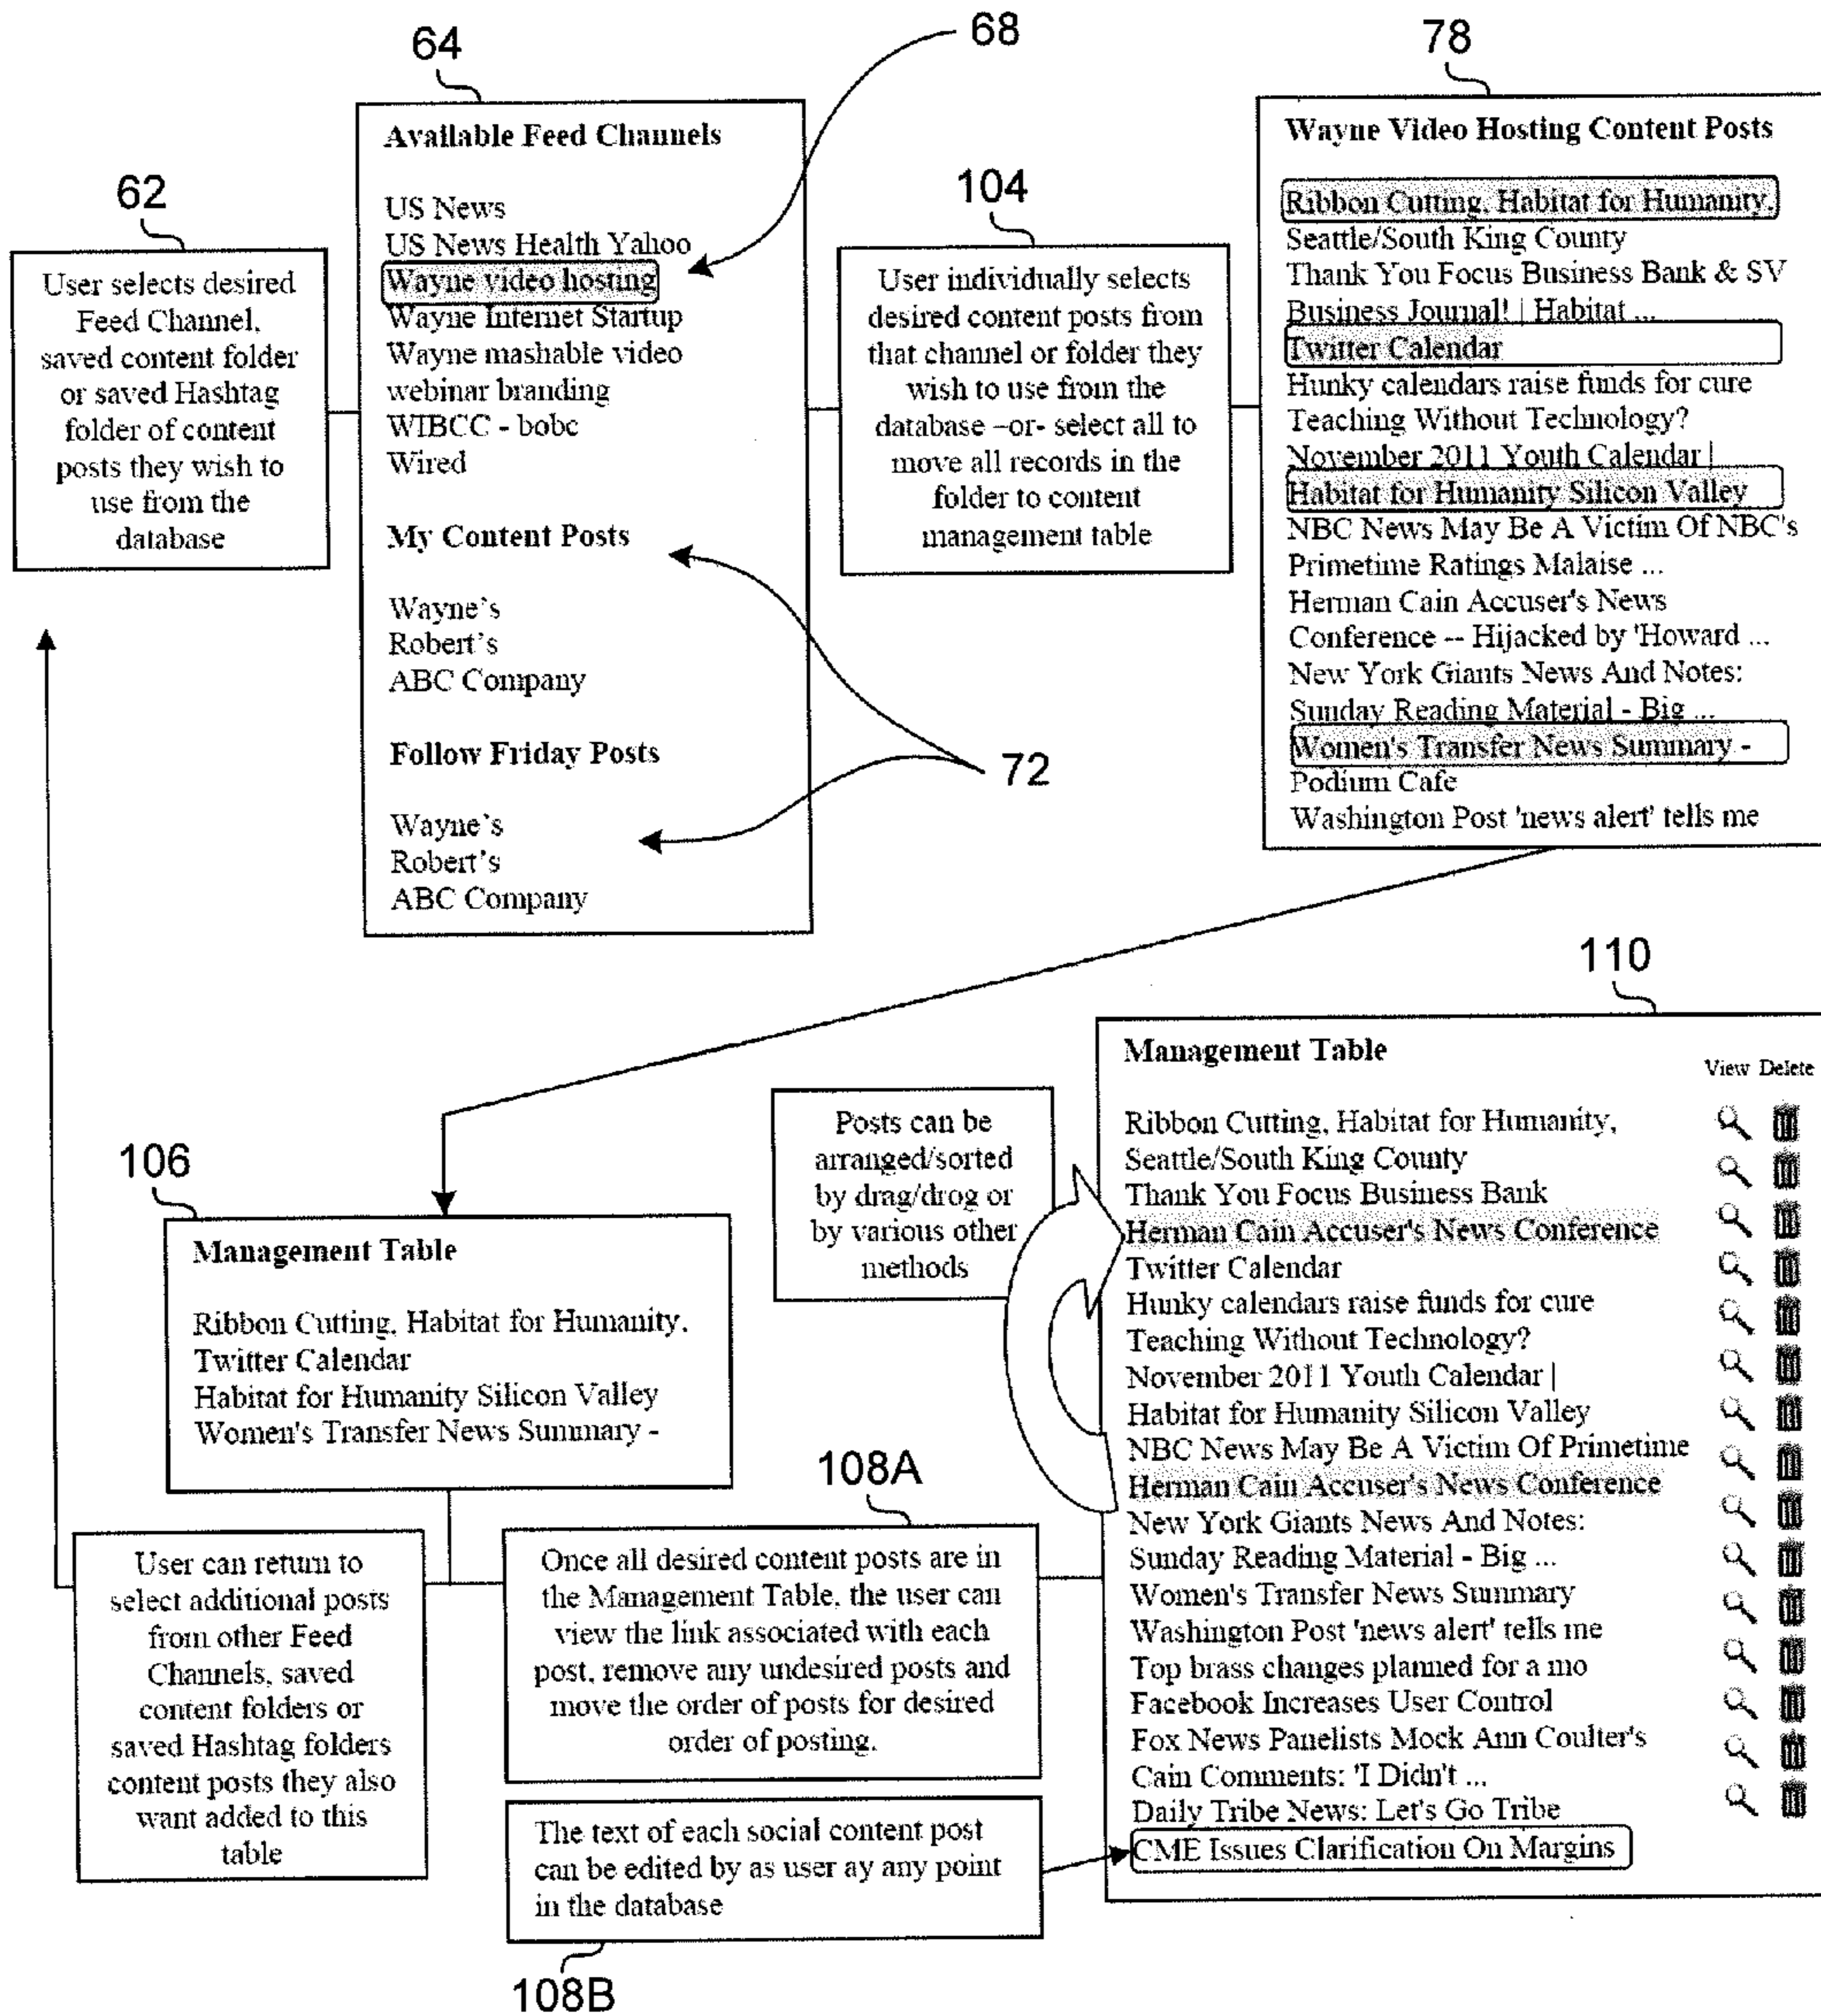 64
68
78
62
104
User selects desired
Feed Channel,
saved content folder
or saved Hashtag
folder of content
posts they wish to
use from the
database
Available Feed Channels
US News
US News Health Yahoo
Wayne video hosting
Wayne Internet Startup
Wayne mashable video
webinar branding
WIBCC - bobc
Wired
My Content Posts
Wayne's
Robert's
ABC Company
Follow Friday Posts
Wayne's
Robert's
ABC Company
72
User individually selects
desired content posts from
that channel or folder they
wish to use from the
database –or- select all to
move all records in the
folder to content
management table
Wayne Video Hosting Content Posts
Ribbon Cutting, Habitat for Humanity,
Seattle/South King County
Thank You Focus Business Bank & SV
Business Journal! | Habitat ...
Twitter Calendar
Hunky calendars raise funds for cure
Teaching Without Technology?
November 2011 Youth Calendar |
Habitat for Humanity Silicon Valley
NBC News May Be A Victim Of NBC's
Primetime Ratings Malaise ...
Herman Cain Accuser's News
Conference -- Hijacked by 'Howard ...
New York Giants News And Notes:
Sunday Reading Material - Big ...
Women's Transfer News Summary -
Podium Cafe
Washington Post 'news alert' tells me
106
Management Table
Ribbon Cutting, Habitat for Humanity.
Twitter Calendar
Habitat for Humanity Silicon Valley
Women's Transfer News Summary -
Posts can be
arranged/sorted
by drag/drog or
by various other
methods
110
Management Table
View Delete
Ribbon Cutting, Habitat for Humanity,
Seattle/South King County
Thank You Focus Business Bank
Herman Cain Accuser's News Conference
Twitter Calendar
Hunky calendars raise funds for cure
Teaching Without Technology?
November 2011 Youth Calendar |
Habitat for Humanity Silicon Valley
NBC News May Be A Victim Of Primetime
Herman Cain Accuser's News Conference
New York Giants News And Notes:
Sunday Reading Material - Big ...
Women's Transfer News Summary
Washington Post 'news alert' tells me
Top brass changes planned for a mo
Facebook Increases User Control
Fox News Panelists Mock Ann Coulter's
Cain Comments: 'I Didn't ...
Daily Tribe News: Let's Go Tribe
CME Issues Clarification On Margins
User can return to
select additional posts
from other Feed
Channels, saved
content folders or
saved Hashtag folders
content posts they also
want added to this
table
108A
Once all desired content posts are in
the Management Table, the user can
view the link associated with each
post, remove any undesired posts and
move the order of posts for desired
order of posting.
The text of each social content post
can be edited by as user ay any point
in the database
108B